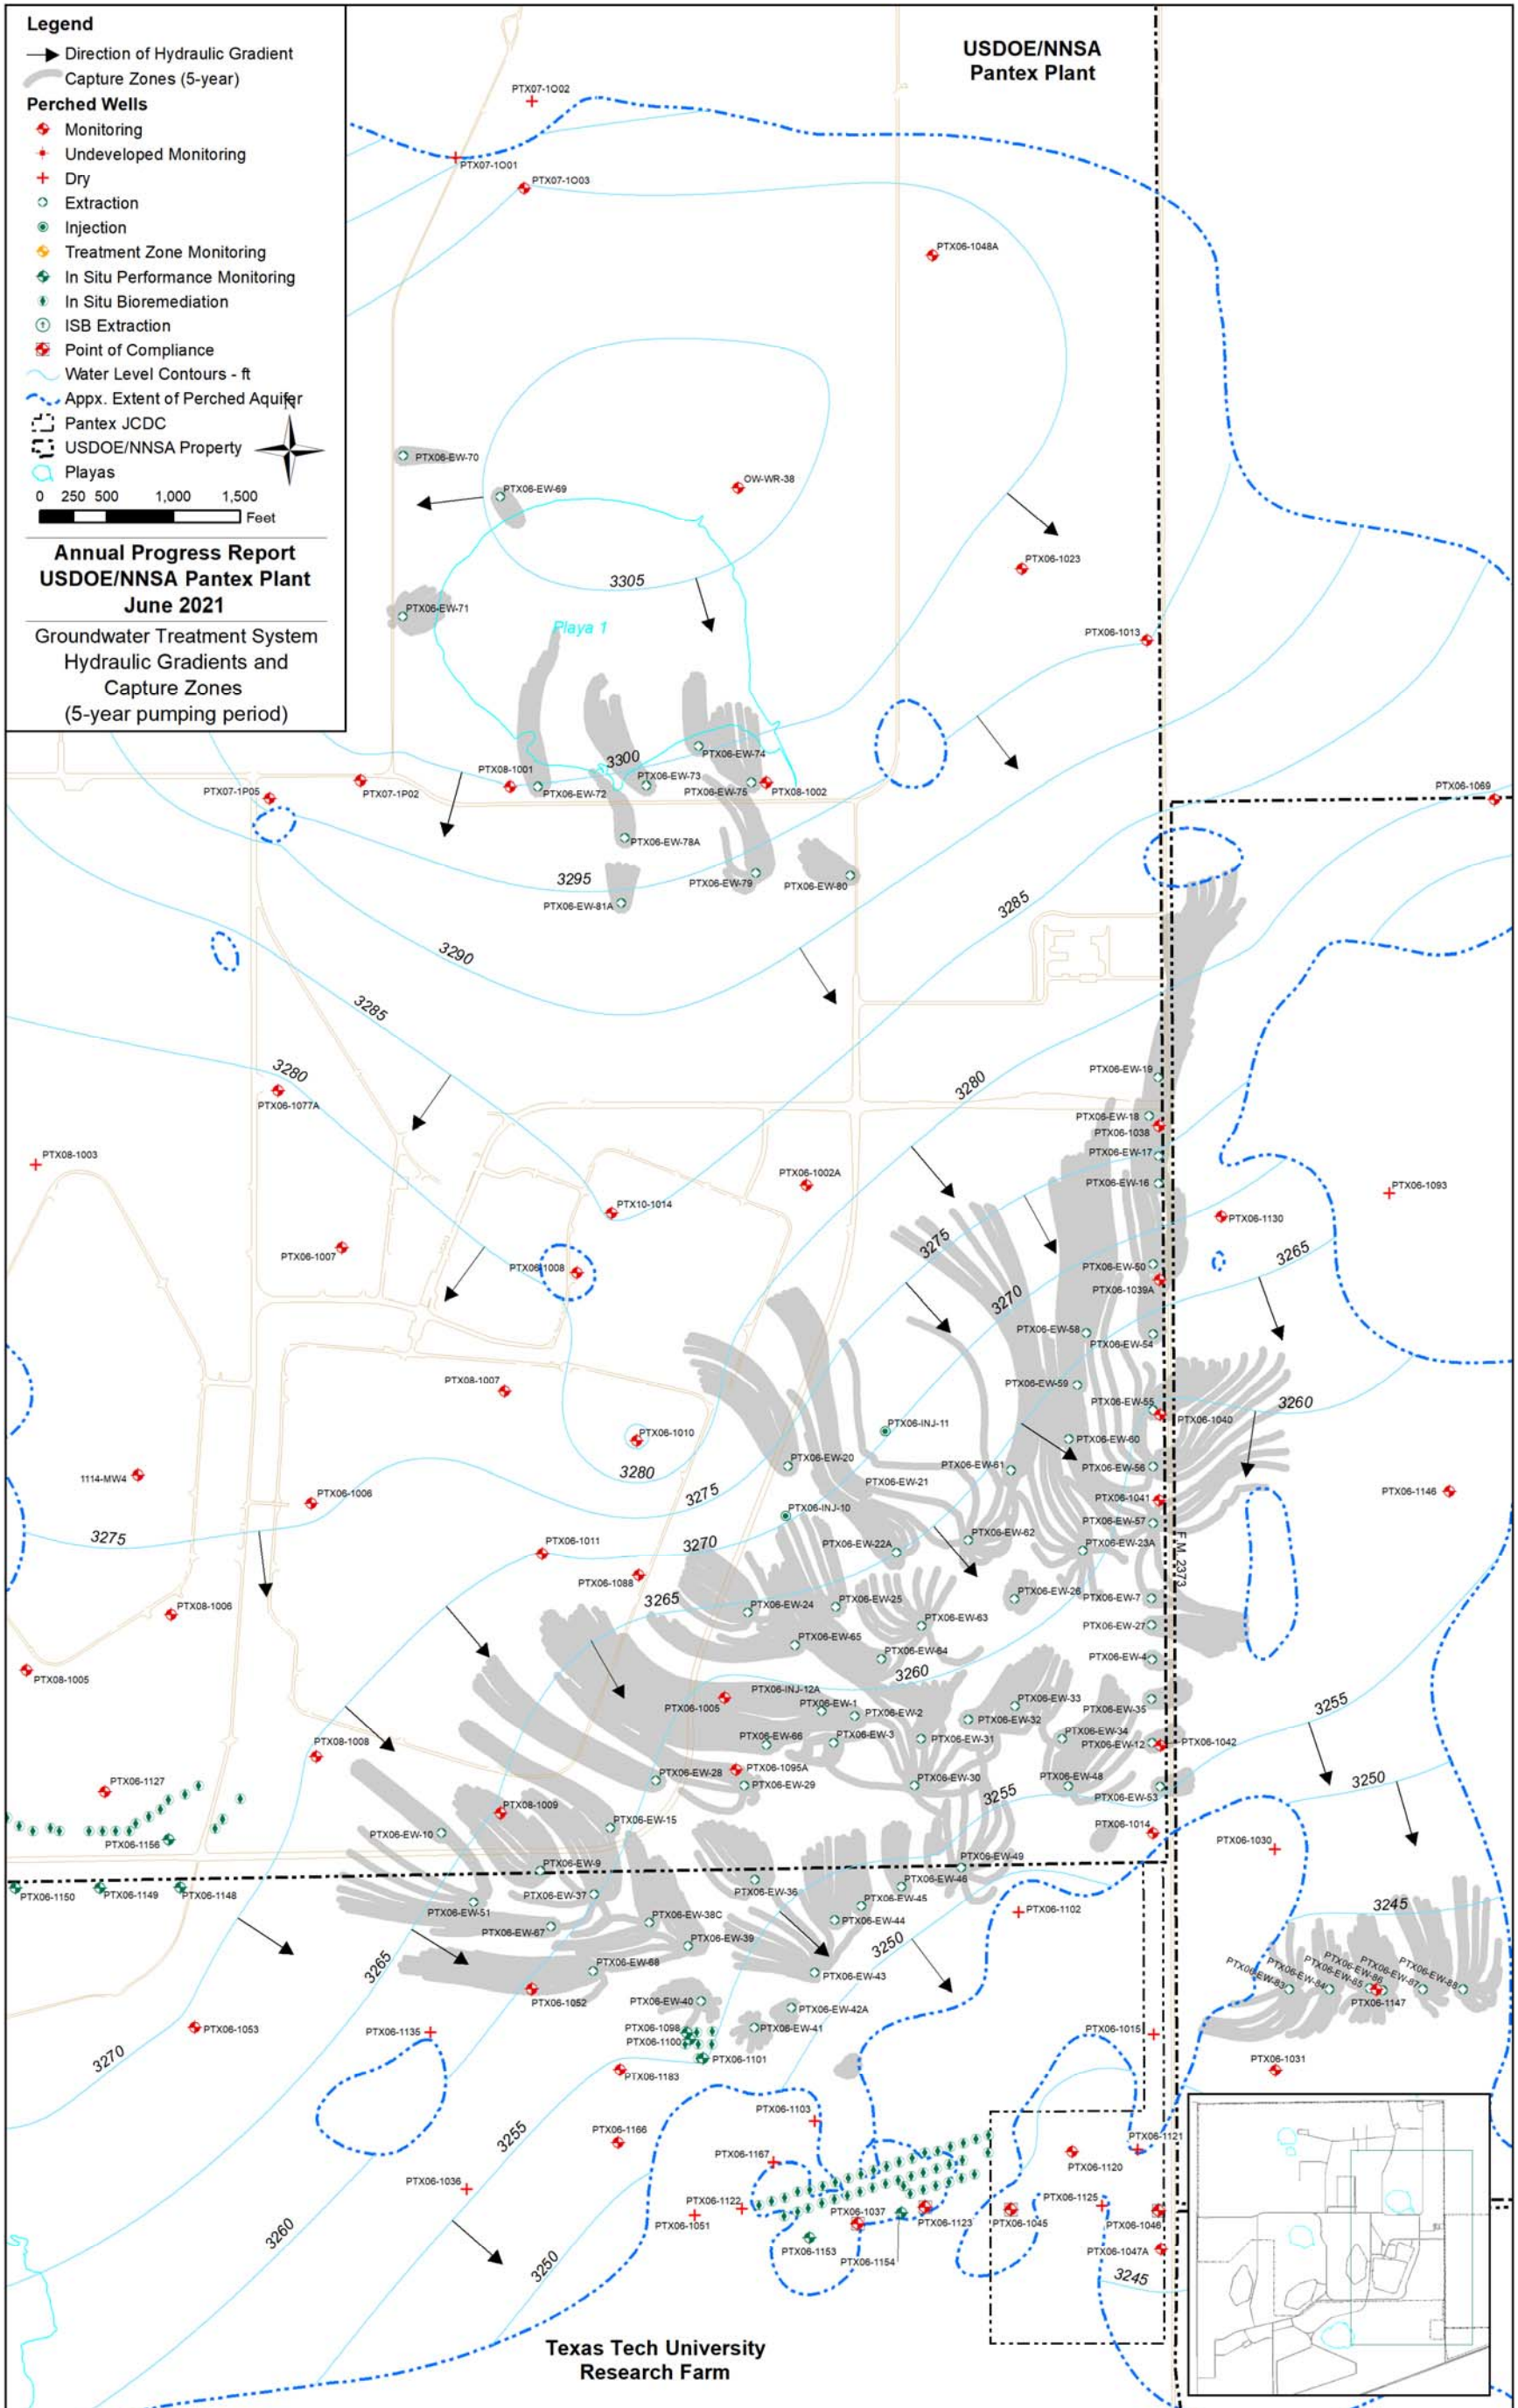 Legend
Direction of Hydraulic Gradient
Capture Zones (5-year)
Perched Wells
Monitoring
Undeveloped Monitoring
Dry
Extraction
Injection
Treatment Zone Monitoring
In Situ Performance Monitoring
In Situ Bioremediation
ISB Extraction
Point of Compliance
Water Level Contours - ft
Appx. Extent of Perched Aquifer
N
Pantex JCDC
USDOE/NNSA Property
Playas
0 250 500 1,000 1,500
Feet
Annual Progress Report
USDOE/NNSA Pantex Plant
June 2021
Groundwater Treatment System
Hydraulic Gradients and
Capture Zones
(5-year pumping period)
USDOE/NNSA
Pantex Plant
PTX07-1O02
PTX07-1O01
PTX07-1O03
PTX06-1048A
PTX06-EW-70
PTX06-EW-69
OW-WR-38
PTX06-1023
3305
PTX06-EW-71
Playa 1
PTX06-1013
PTX06-EW-74
3300
PTX08-1001
PTX06-EW-73
PTX07-1P05
PTX07-1P02
PTX06-EW-72
PTX06-EW-75
PTX08-1002
PTX06-1069
PTX06-EW-78A
3295
PTX06-EW-79
PTX06-EW-80
PTX06-EW-81A
3285
3290
3285
3280
PTX06-1077A
3280
PTX06-EW-19
PTX06-EW-18
PTX06-1038
PTX06-EW-17
PTX08-1003
PTX06-1002A
PTX06-EW-16
PTX06-1093
PTX10-1014
PTX06-1130
PTX06-1007
3275
3265
PTX06-1008
PTX06-EW-50
PTX06-1039A
3270
PTX06-EW-58
PTX06-EW-54
PTX08-1007
PTX06-EW-59
PTX06-EW-55
3260
PTX06-1040
PTX06-INJ-11
PTX06-1010
PTX06-EW-60
PTX06-EW-20
PTX06-EW-61
PTX06-EW-56
3280
1114-MW4
PTX06-EW-21
3275
PTX06-1006
PTX06-1041
PTX06-1146
PTX06-INJ-10
PTX06-EW-57
3275
PTX06-EW-62
3270
PTX06-EW-22A
PTX06-EW-23A
PTX06-1011
F.M. 2373
PTX06-1088
3265
PTX06-EW-26
PTX06-EW-7
PTX08-1006
PTX06-EW-24
PTX06-EW-25
PTX06-EW-63
PTX06-EW-27
PTX06-EW-65
PTX06-EW-64
PTX06-EW-4
PTX08-1005
3260
PTX06-INJ-12A
PTX06-1005
PTX06-EW-1
PTX06-EW-2
PTX06-EW-33
PTX06-EW-35
3255
PTX06-EW-32
PTX06-EW-66
PTX06-EW-3
PTX06-EW-31
PTX06-EW-34
PTX06-EW-12
PTX06-1042
PTX08-1008
PTX06-1095A
PTX06-EW-28
PTX06-EW-29
PTX06-EW-30
PTX06-EW-48
3250
PTX06-1127
3255
PTX06-EW-53
PTX08-1009
PTX06-EW-15
PTX06-EW-10
PTX06-1014
PTX06-1156
PTX06-1030
PTX06-EW-9
PTX06-EW-49
PTX06-1150
PTX06-1149
PTX06-1148
PTX06-EW-37
PTX06-EW-36
PTX06-EW-46
PTX06-EW-45
3245
PTX06-EW-51
PTX06-1102
PTX06-EW-67
PTX06-EW-38C
PTX06-EW-44
PTX06-EW-39
3250
3265
PTX06-EW-68
PTX06-EW-43
PTX06-EW-83
PTX06-EW-84
PTX06-EW-85
PTX06-EW-86
PTX06-EW-87
PTX06-EW-88
PTX06-1147
PTX06-1052
PTX06-EW-40
PTX06-EW-42A
PTX06-1053
PTX06-1135
PTX06-1098
PTX06-EW-41
PTX06-1015
PTX06-1100
3270
PTX06-1101
PTX06-1183
PTX06-1031
PTX06-1103
3255
PTX06-1166
PTX06-1167
PTX06-1121
PTX06-1120
PTX06-1036
PTX06-1122
PTX06-1125
PTX06-1051
PTX06-1037
PTX06-1123
PTX06-1045
PTX06-1046
3260
PTX06-1153
PTX06-1154
PTX06-1047A
3250
3245
Texas Tech University
Research Farm